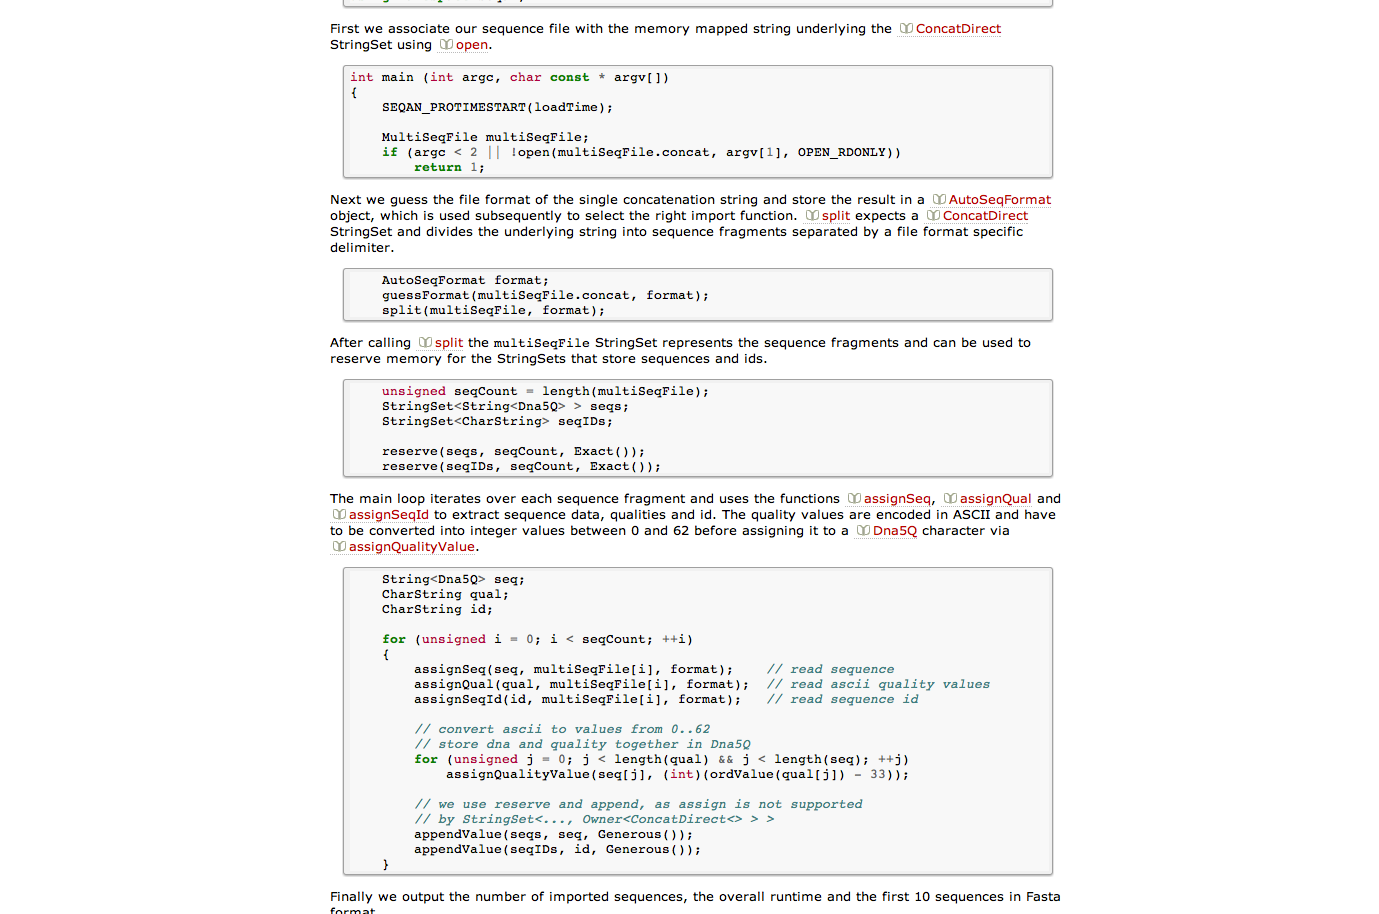 First we associate our sequence file with the memory mapped string underlying the ConcatDirect
StringSet using open.
int main (int argc, char const * argv[])
{
    SEQAN_PROTIMESTART(loadTime);
    MultiSeqFile multiSeqFile;
    if (argc < 2 || !open(multiSeqFile.concat, argv[1], OPEN_RDONLY))
        return 1;
Next we guess the file format of the single concatenation string and store the result in a AutoSeqFormat
object, which is used subsequently to select the right import function. split expects a ConcatDirect
StringSet and divides the underlying string into sequence fragments separated by a file format specific
delimiter.
    AutoSeqFormat format;
    guessFormat(multiSeqFile.concat, format);
    split(multiSeqFile, format);
After calling split the multiSeqFile StringSet represents the sequence fragments and can be used to
reserve memory for the StringSets that store sequences and ids.
    unsigned seqCount = length(multiSeqFile);
    StringSet<String<Dna5Q> > seqs;
    StringSet<CharString> seqIDs;
    reserve(seqs, seqCount, Exact());
    reserve(seqIDs, seqCount, Exact());
The main loop iterates over each sequence fragment and uses the functions assignSeq, assignQual and
assignSeqId to extract sequence data, qualities and id. The quality values are encoded in ASCII and have
to be converted into integer values between 0 and 62 before assigning it to a Dna5Q character via
assignQualityValue.
    String<Dna5Q> seq;
    CharString qual;
    CharString id;
    for (unsigned i = 0; i < seqCount; ++i)
    {
        assignSeq(seq, multiSeqFile[i], format);    // read sequence
        assignQual(qual, multiSeqFile[i], format);  // read ascii quality values
        assignSeqId(id, multiSeqFile[i], format);   // read sequence id
        // convert ascii to values from 0..62
        // store dna and quality together in Dna5Q
        for (unsigned j = 0; j < length(qual) && j < length(seq); ++j)
            assignQualityValue(seq[j], (int)(ordValue(qual[j]) - 33));
        // we use reserve and append, as assign is not supported
        // by StringSet<..., Owner<ConcatDirect<> > >
        appendValue(seqs, seq, Generous());
        appendValue(seqIDs, id, Generous());
    }
Finally we output the number of imported sequences, the overall runtime and the first 10 sequences in Fasta
format